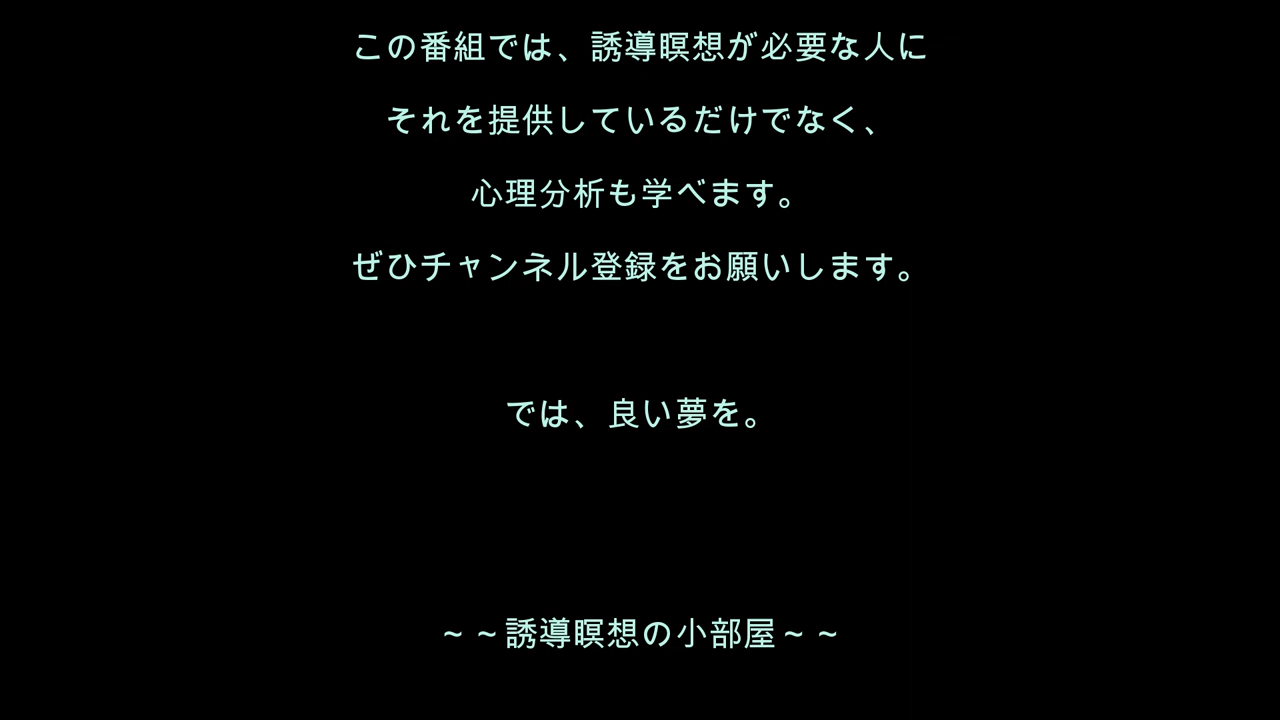 この番組では、誘導瞑想が必要な人に
それを提供しているだけでなく、
心理分析も学べます。
ぜひチャンネル登録をお願いします。
では、良い夢を。
~~誘導瞑想の小部屋~~